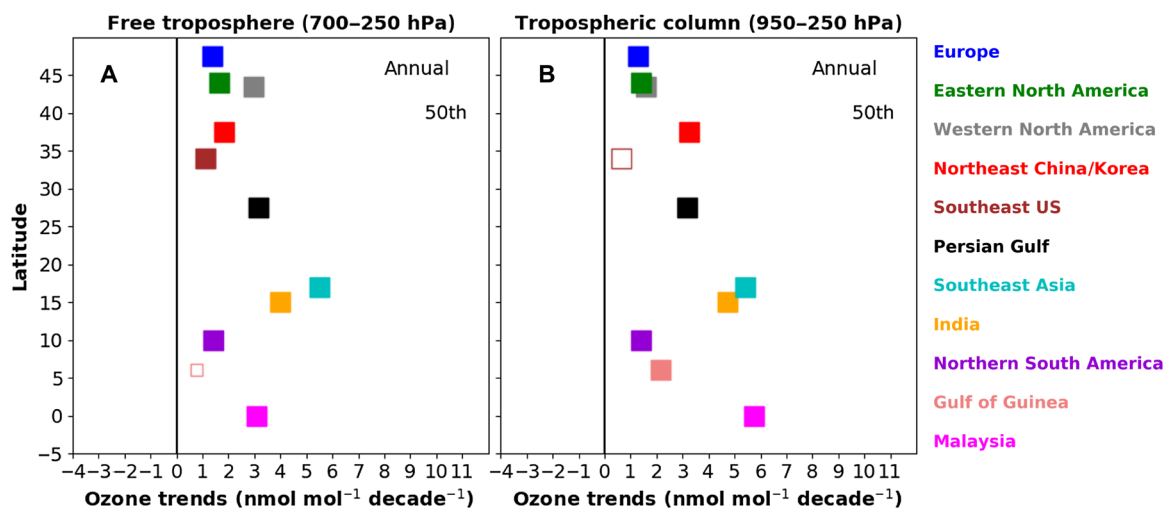 Free troposphere (700–250 hPa)
Tropospheric column (950–250 hPa)
A
Annual
50th
B
Annual
50th
Latitude
45
40
35
30
25
20
15
10
5
0
−5
−4−3−2−1 0 1 2 3 4 5 6 7 8 9 1011
−4−3−2−1 0 1 2 3 4 5 6 7 8 9 1011
Ozone trends (nmol mol⁻¹ decade⁻¹)
Ozone trends (nmol mol⁻¹ decade⁻¹)
Europe
Eastern North America
Western North America
Northeast China/Korea
Southeast US
Persian Gulf
Southeast Asia
India
Northern South America
Gulf of Guinea
Malaysia